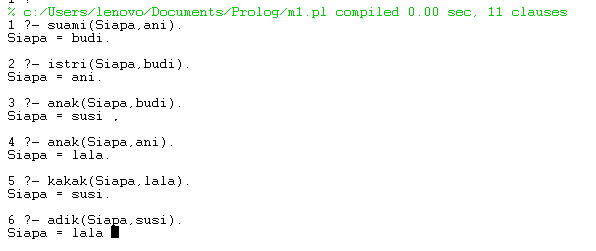 % c:/Users/lenovo/Documents/Prolog/m1.pl compiled 0.00 sec, 11 clauses
1 ?- suami(Siapa,ani).
Siapa = budi.
2 ?- istri(Siapa,budi).
Siapa = ani.
3 ?- anak(Siapa,budi).
Siapa = susi .
4 ?- anak(Siapa,ani).
Siapa = lala.
5 ?- kakak(Siapa,lala).
Siapa = susi.
6 ?- adik(Siapa,susi).
Siapa = lala